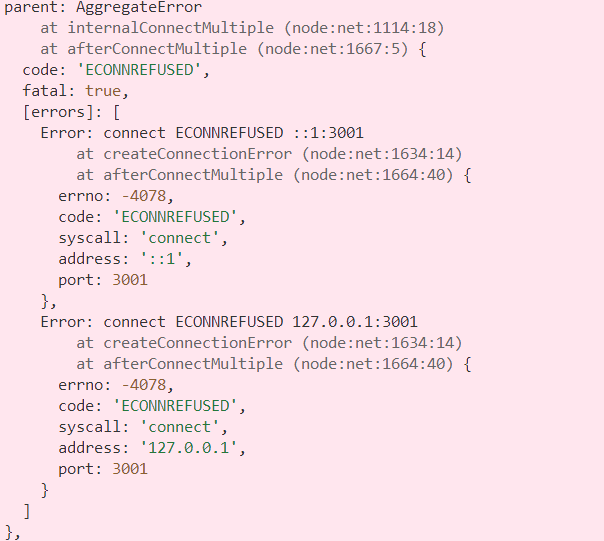 parent: AggregateError
    at internalConnectMultiple (node:net:1114:18)
    at afterConnectMultiple (node:net:1667:5) {
  code: 'ECONNREFUSED',
  fatal: true,
  [errors]: [
    Error: connect ECONNREFUSED ::1:3001
        at createConnectionError (node:net:1634:14)
        at afterConnectMultiple (node:net:1664:40) {
      errno: -4078,
      code: 'ECONNREFUSED',
      syscall: 'connect',
      address: '::1',
      port: 3001
    },
    Error: connect ECONNREFUSED 127.0.0.1:3001
        at createConnectionError (node:net:1634:14)
        at afterConnectMultiple (node:net:1664:40) {
      errno: -4078,
      code: 'ECONNREFUSED',
      syscall: 'connect',
      address: '127.0.0.1',
      port: 3001
    }
  ]
},